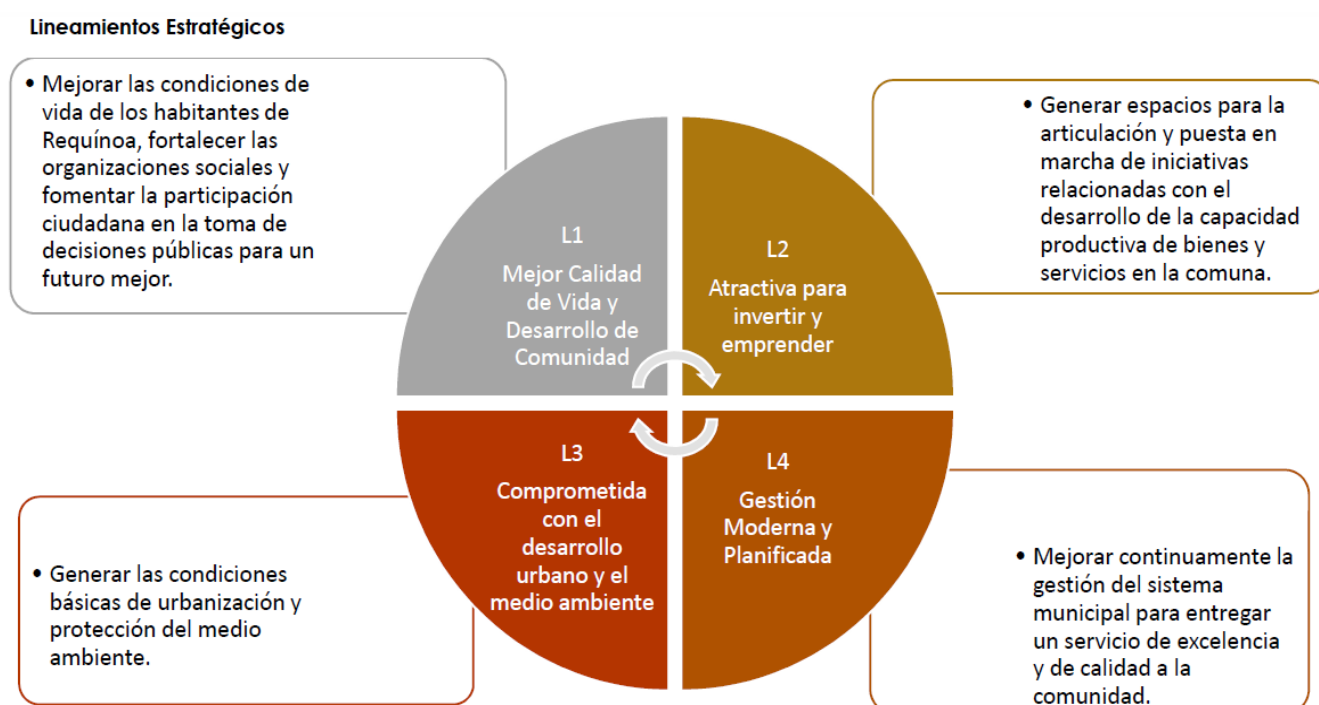 Lineamientos Estratégicos
• Mejorar las condiciones de
vida de los habitantes de
Requínoa, fortalecer las
organizaciones sociales y
fomentar la participación
ciudadana en la toma de
decisiones públicas para un
futuro mejor.
L1
Mejor Calidad
de Vida y
Desarrollo de
Comunidad
L2
Atractiva para
invertir y
emprender
• Generar espacios para la
articulación y puesta en
marcha de iniciativas
relacionadas con el
desarrollo de la capacidad
productiva de bienes y
servicios en la comuna.
• Generar las condiciones
básicas de urbanización y
protección del medio
ambiente.
L3
Comprometida
con el
desarrollo
urbano y el
medio ambiente
L4
Gestión
Moderna y
Planificada
• Mejorar continuamente la
gestión del sistema
municipal para entregar
un servicio de excelencia
y de calidad a la
comunidad.